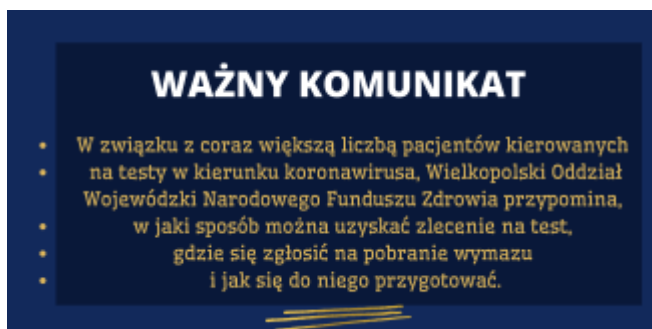 WAŻNY KOMUNIKAT
• W związku z coraz większą liczbą pacjentów kierowanych
• na testy w kierunku koronawirusa, Wielkopolski Oddział
Wojewódzki Narodowego Funduszu Zdrowia przypomina,
• w jaki sposób można uzyskać zlecenie na test,
• gdzie się zgłosić na pobranie wymazu
• i jak się do niego przygotować.